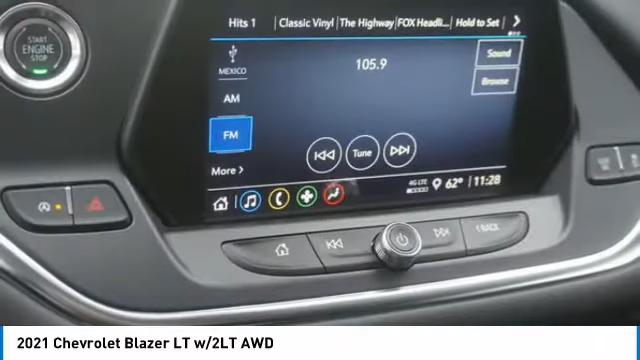 START
ENGINE
STOP
Hits 1 Classic Vinyl The Highway FOX Headli... Hold to Set
MEXICO
105.9
Sound
Browse
AM
FM
Tune
More
4G LTE 62° 11:28
BACK
2021 Chevrolet Blazer LT w/2LT AWD